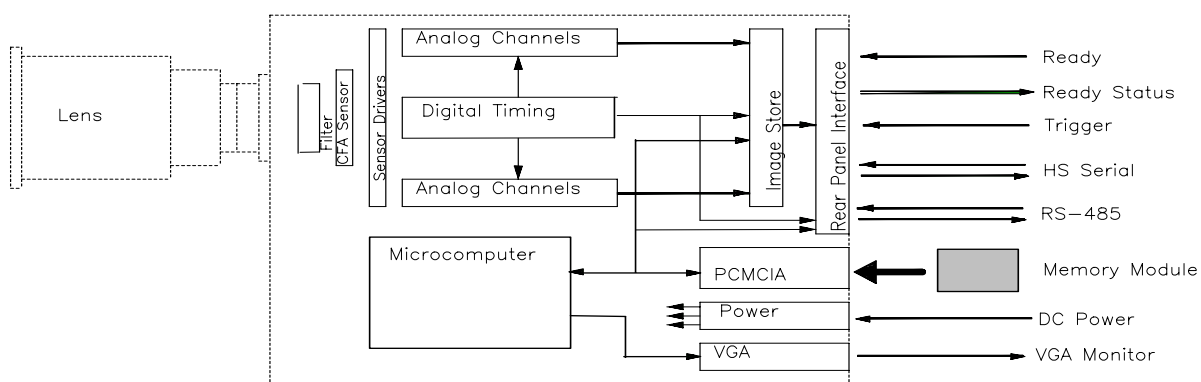 Lens
Filter
CFA Sensor
Sensor Drivers
Analog Channels
Digital Timing
Analog Channels
Image Store
Rear Panel Interface
Ready
Ready Status
Trigger
HS Serial
RS-485
Microcomputer
PCMCIA
Memory Module
Power
DC Power
VGA
VGA Monitor